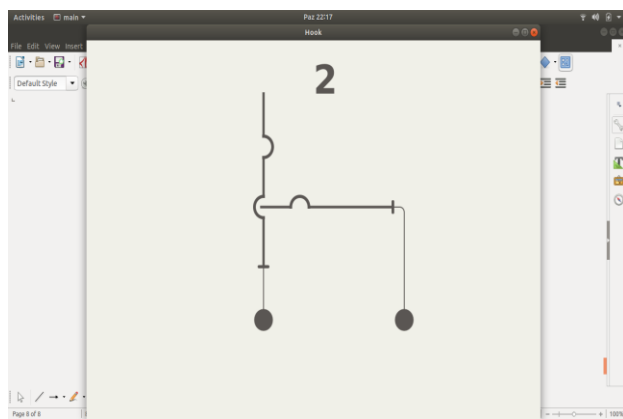 Activities main Paz 22:17
Hook
File Edit View Insert
2
Default Style
Page 8 of 8
100%